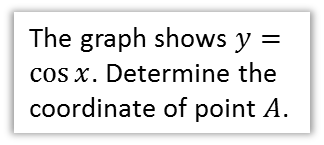 The graph shows y =
cos x. Determine the
coordinate of point A.